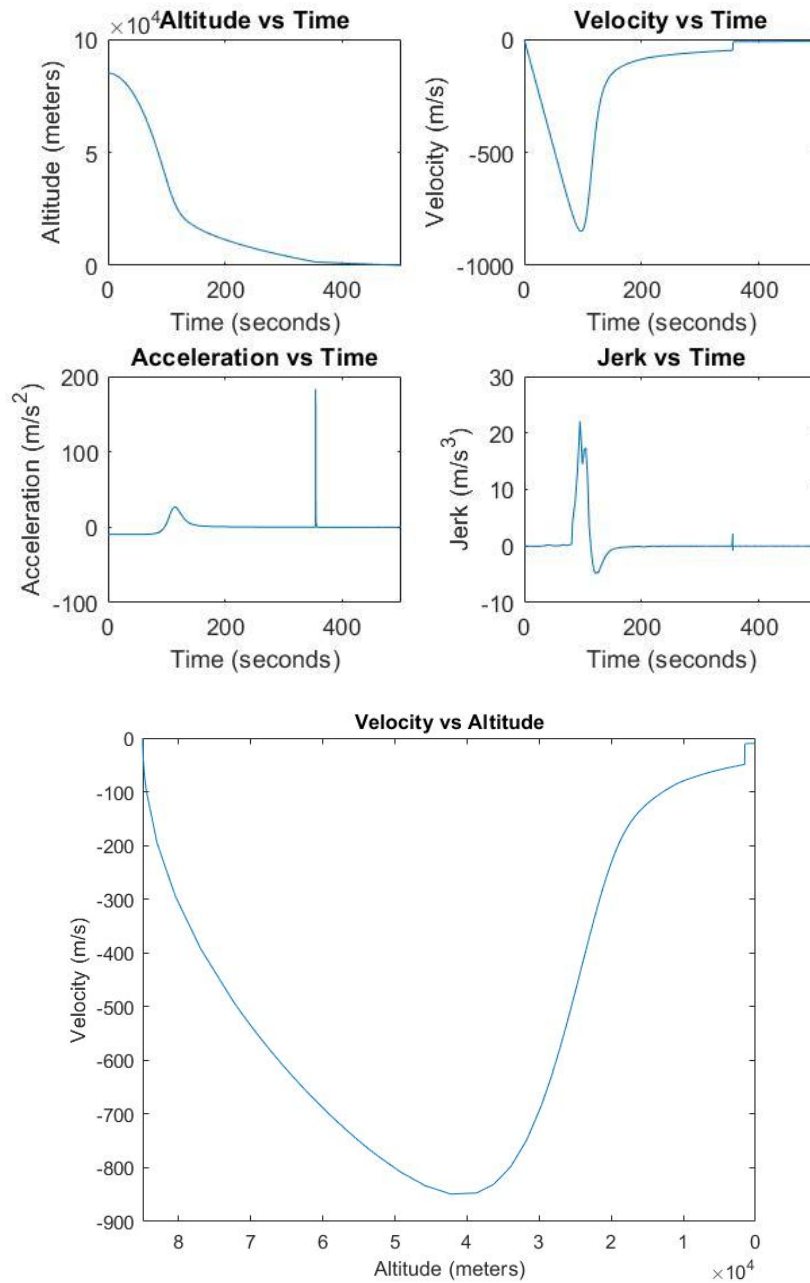 ×10⁴
Altitude vs Time
Velocity vs Time
10
5
0
Altitude (meters)
0 200 400
Time (seconds)
0
-500
-1000
Velocity (m/s)
0 200 400
Time (seconds)
Acceleration vs Time
Jerk vs Time
200
100
0
-100
Acceleration (m/s²)
0 200 400
Time (seconds)
30
20
10
0
-10
Jerk (m/s³)
0 200 400
Time (seconds)
Velocity vs Altitude
0
-100
-200
-300
-400
-500
-600
-700
-800
-900
Velocity (m/s)
8 7 6 5 4 3 2 1 0
Altitude (meters)
×10⁴